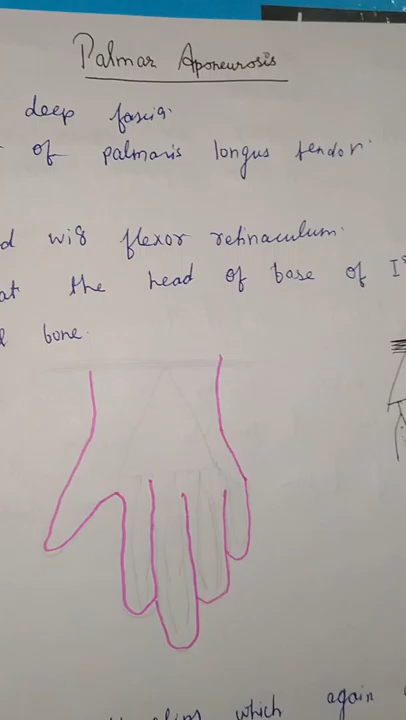 Palmar Aponeurosis
deep fascia.
of palmaris longus tendon.
wis flexor retinaculum.
at the head of base of
bone.
which again